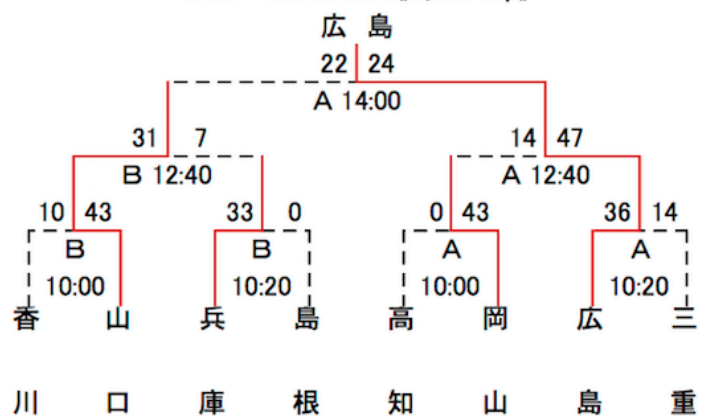 広島
22 24
A 14:00
31 7 14 47
B 12:40 A 12:40
10 43 33 0 0 43 36 14
B B A A
10:00 10:20 10:00 10:20
香川 山口 兵庫 島根 高知 岡山 広島 三重